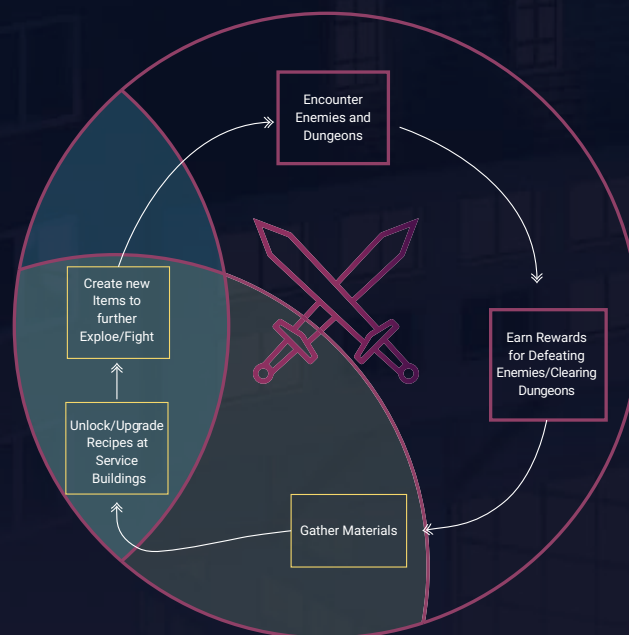 Encounter
Enemies and
Dungeons
Earn Rewards
for Defeating
Enemies/Clearing
Dungeons
Gather Materials
Unlock/Upgrade
Recipes at
Service
Buildings
Create new
Items to
further
Exploe/Fight